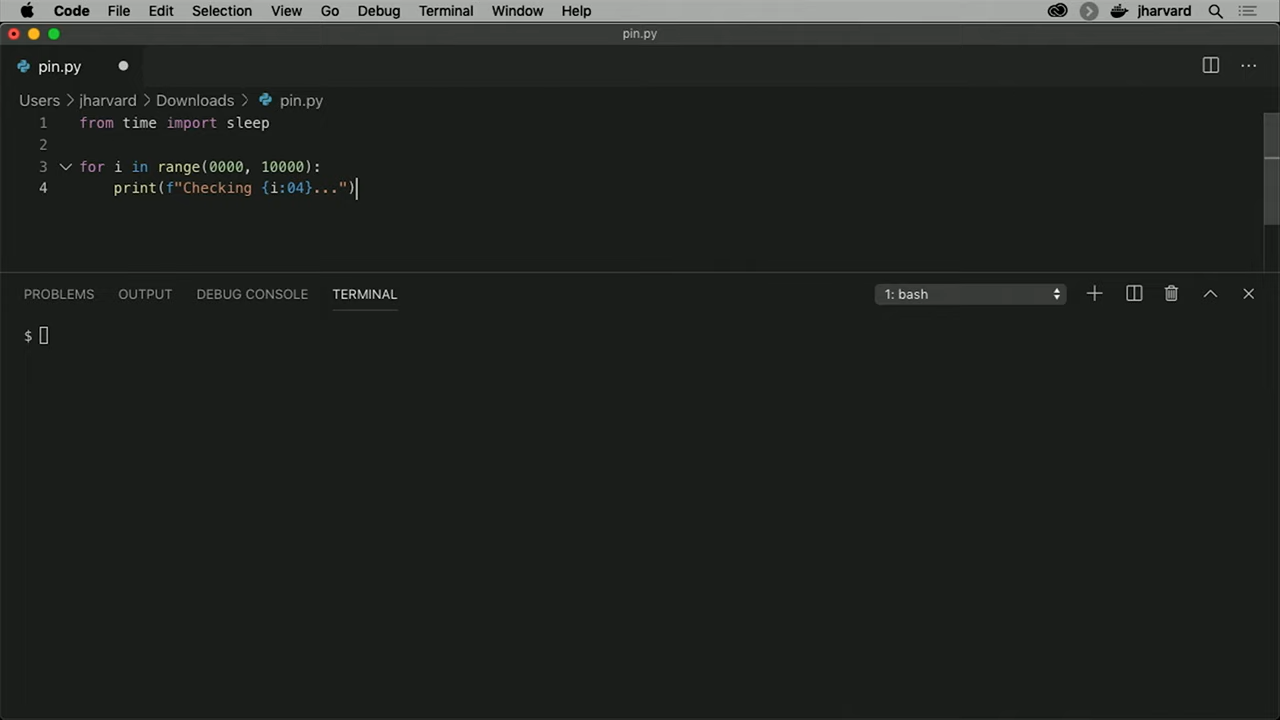 Code File Edit Selection View Go Debug Terminal Window Help jharvard
pin.py
pin.py
Users > jharvard > Downloads > pin.py
1 from time import sleep
2
3 for i in range(0000, 10000):
4 print(f"Checking {i:04}...")
PROBLEMS OUTPUT DEBUG CONSOLE TERMINAL 1: bash
$